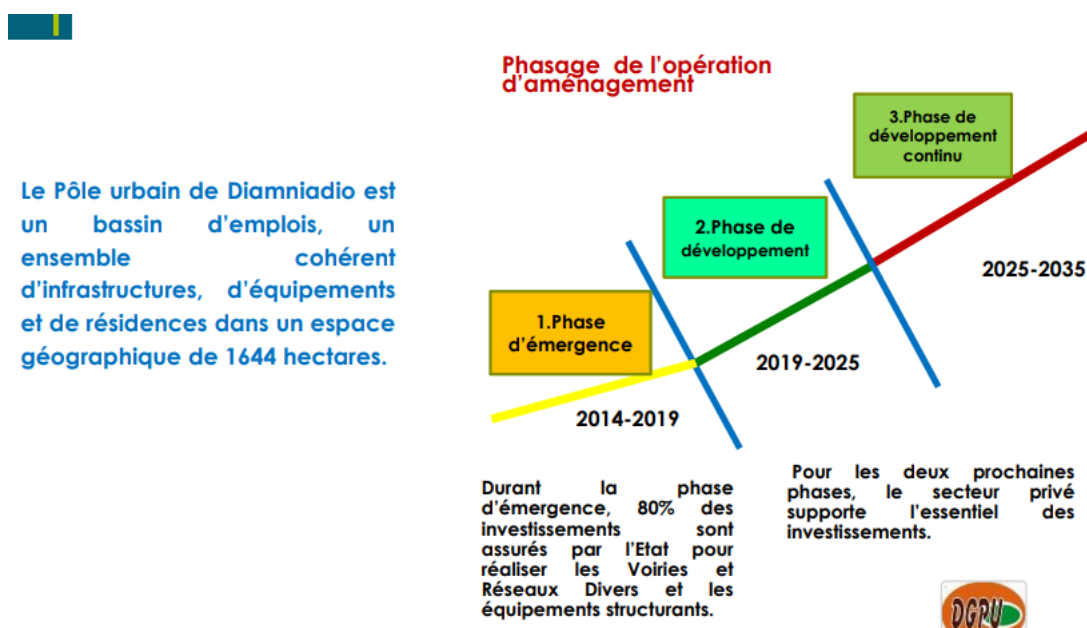 Phasage de l'opération
d'aménagement
Le Pôle urbain de Diamniadio est
un bassin d'emplois, un
ensemble cohérent
d'infrastructures, d'équipements
et de résidences dans un espace
géographique de 1644 hectares.
3.Phase de
développement
continu
2.Phase de
développement
1.Phase
d'émergence
2025-2035
2019-2025
2014-2019
Durant la phase
d'émergence, 80% des
investissements sont
assurés par l'Etat pour
réaliser les Voiries et
Réseaux Divers et les
équipements structurants.
Pour les deux prochaines
phases, le secteur privé
supporte l'essentiel des
investissements.
DGPU